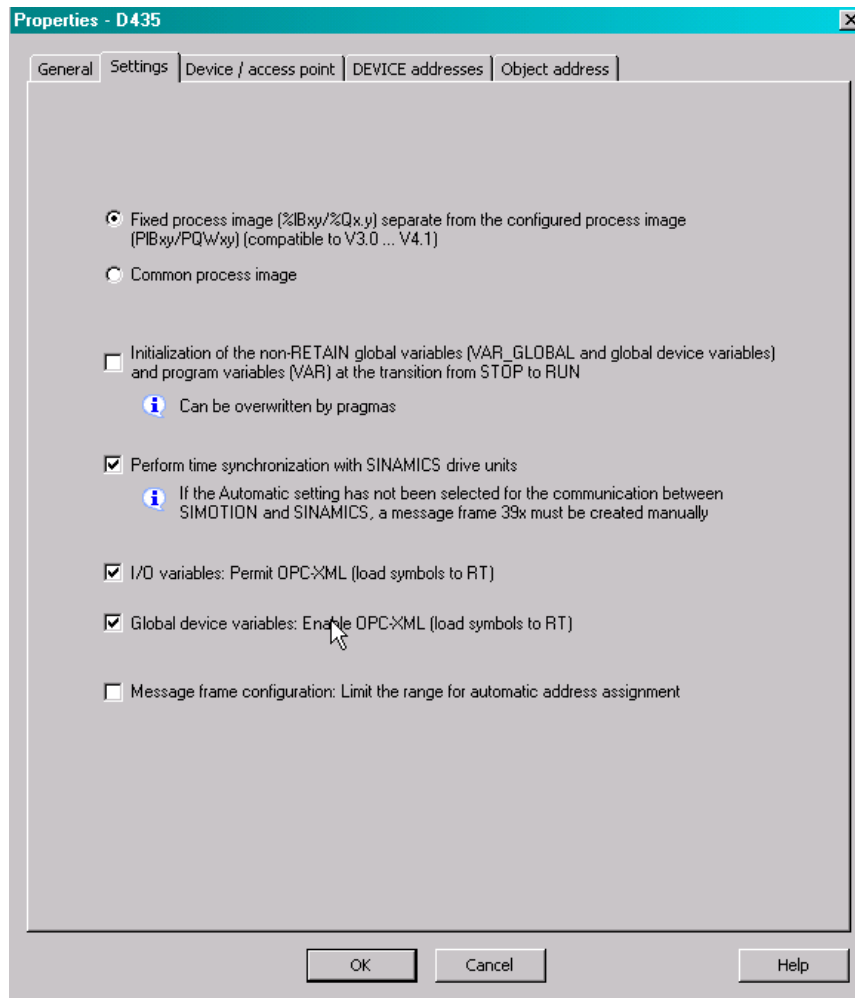 Properties - D435
General Settings Device / access point DEVICE addresses Object address
Fixed process image (%IBxy/%Qx.y) separate from the configured process image
(PIBxy/PQWxy) (compatible to V3.0 ... V4.1)
Common process image
Initialization of the non-RETAIN global variables (VAR_GLOBAL and global device variables)
and program variables (VAR) at the transition from STOP to RUN
Can be overwritten by pragmas
Perform time synchronization with SINAMICS drive units
If the Automatic setting has not been selected for the communication between
SIMOTION and SINAMICS, a message frame 39x must be created manually
I/O variables: Permit OPC-XML (load symbols to RT)
Global device variables: Enable OPC-XML (load symbols to RT)
Message frame configuration: Limit the range for automatic address assignment
OK Cancel Help